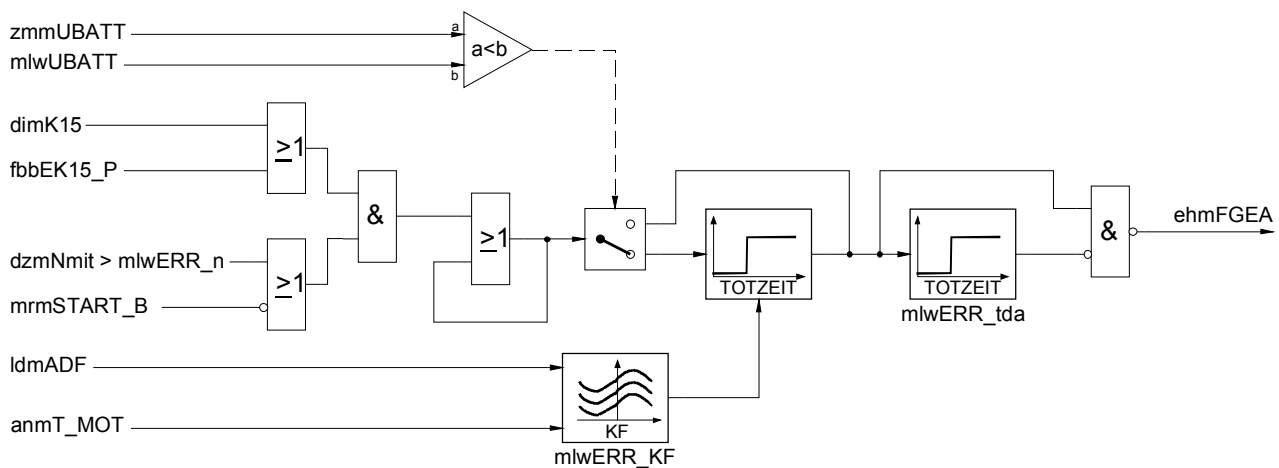 zmmUBATT
a
a<b
mlwUBATT
b
dimK15
≥1
fbbEK15_P
&
≥1
&
ehmFGEA
dzmNmit > mlwERR_n
≥1
mrmSTART_B
TOTZEIT
TOTZEIT
mlwERR_tda
ldmADF
anmT_MOT
KF
mlwERR_KF